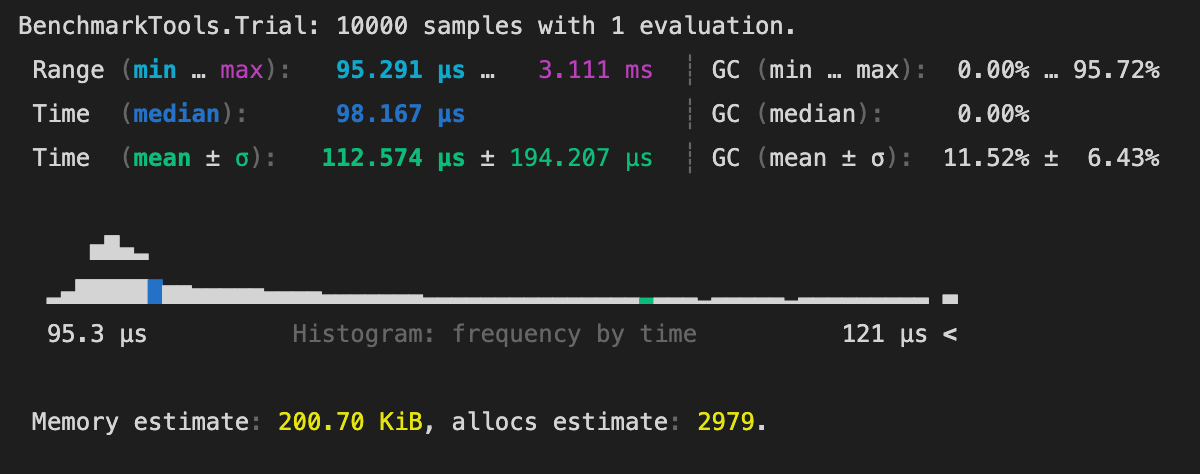 BenchmarkTools.Trial: 10000 samples with 1 evaluation.
Range (min … max): 95.291 μs … 3.111 ms ┊ GC (min … max): 0.00% … 95.72%
Time (median): 98.167 μs ┊ GC (median): 0.00%
Time (mean ± σ): 112.574 μs ± 194.207 μs ┊ GC (mean ± σ): 11.52% ± 6.43%
95.3 μs Histogram: frequency by time 121 μs <
Memory estimate: 200.70 KiB, allocs estimate: 2979.